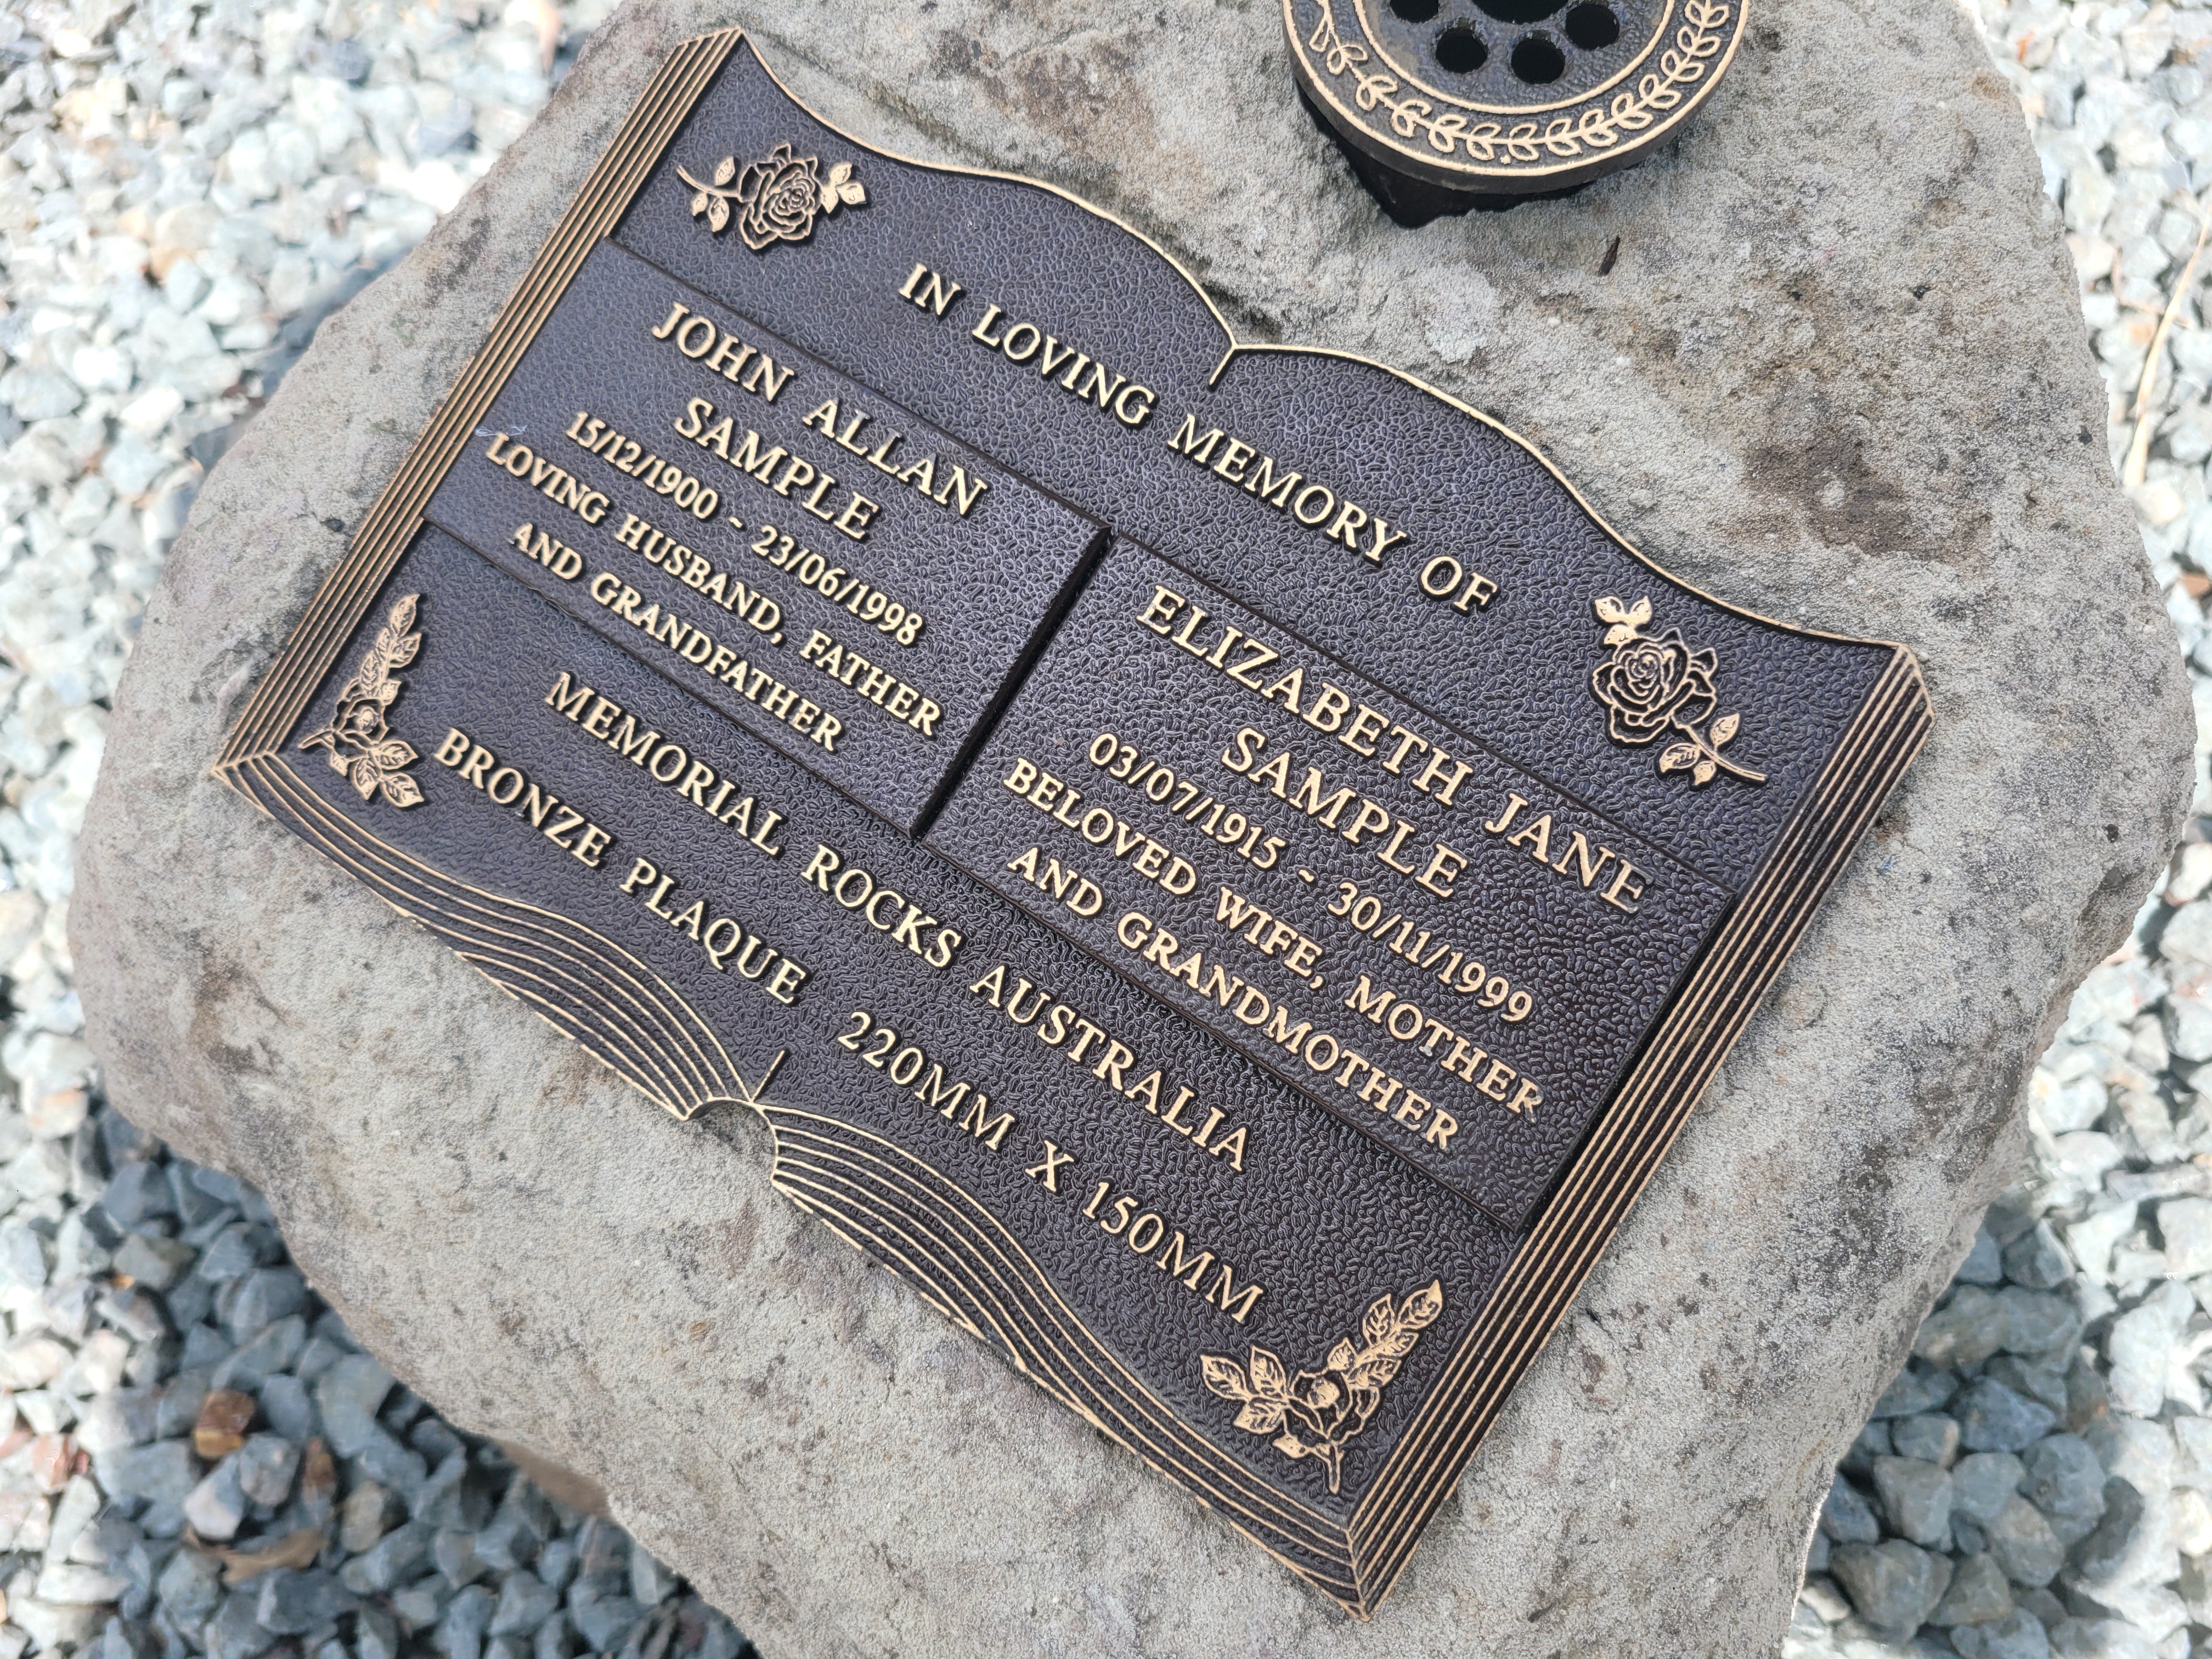 IN LOVING MEMORY OF
JOHN ALLAN
SAMPLE
15/12/1900 - 23/06/1998
LOVING HUSBAND, FATHER
AND GRANDFATHER
ELIZABETH JANE
SAMPLE
03/07/1915 - 30/11/1999
BELOVED WIFE, MOTHER
AND GRANDMOTHER
MEMORIAL ROCKS AUSTRALIA
BRONZE PLAQUE 220MM X 150MM